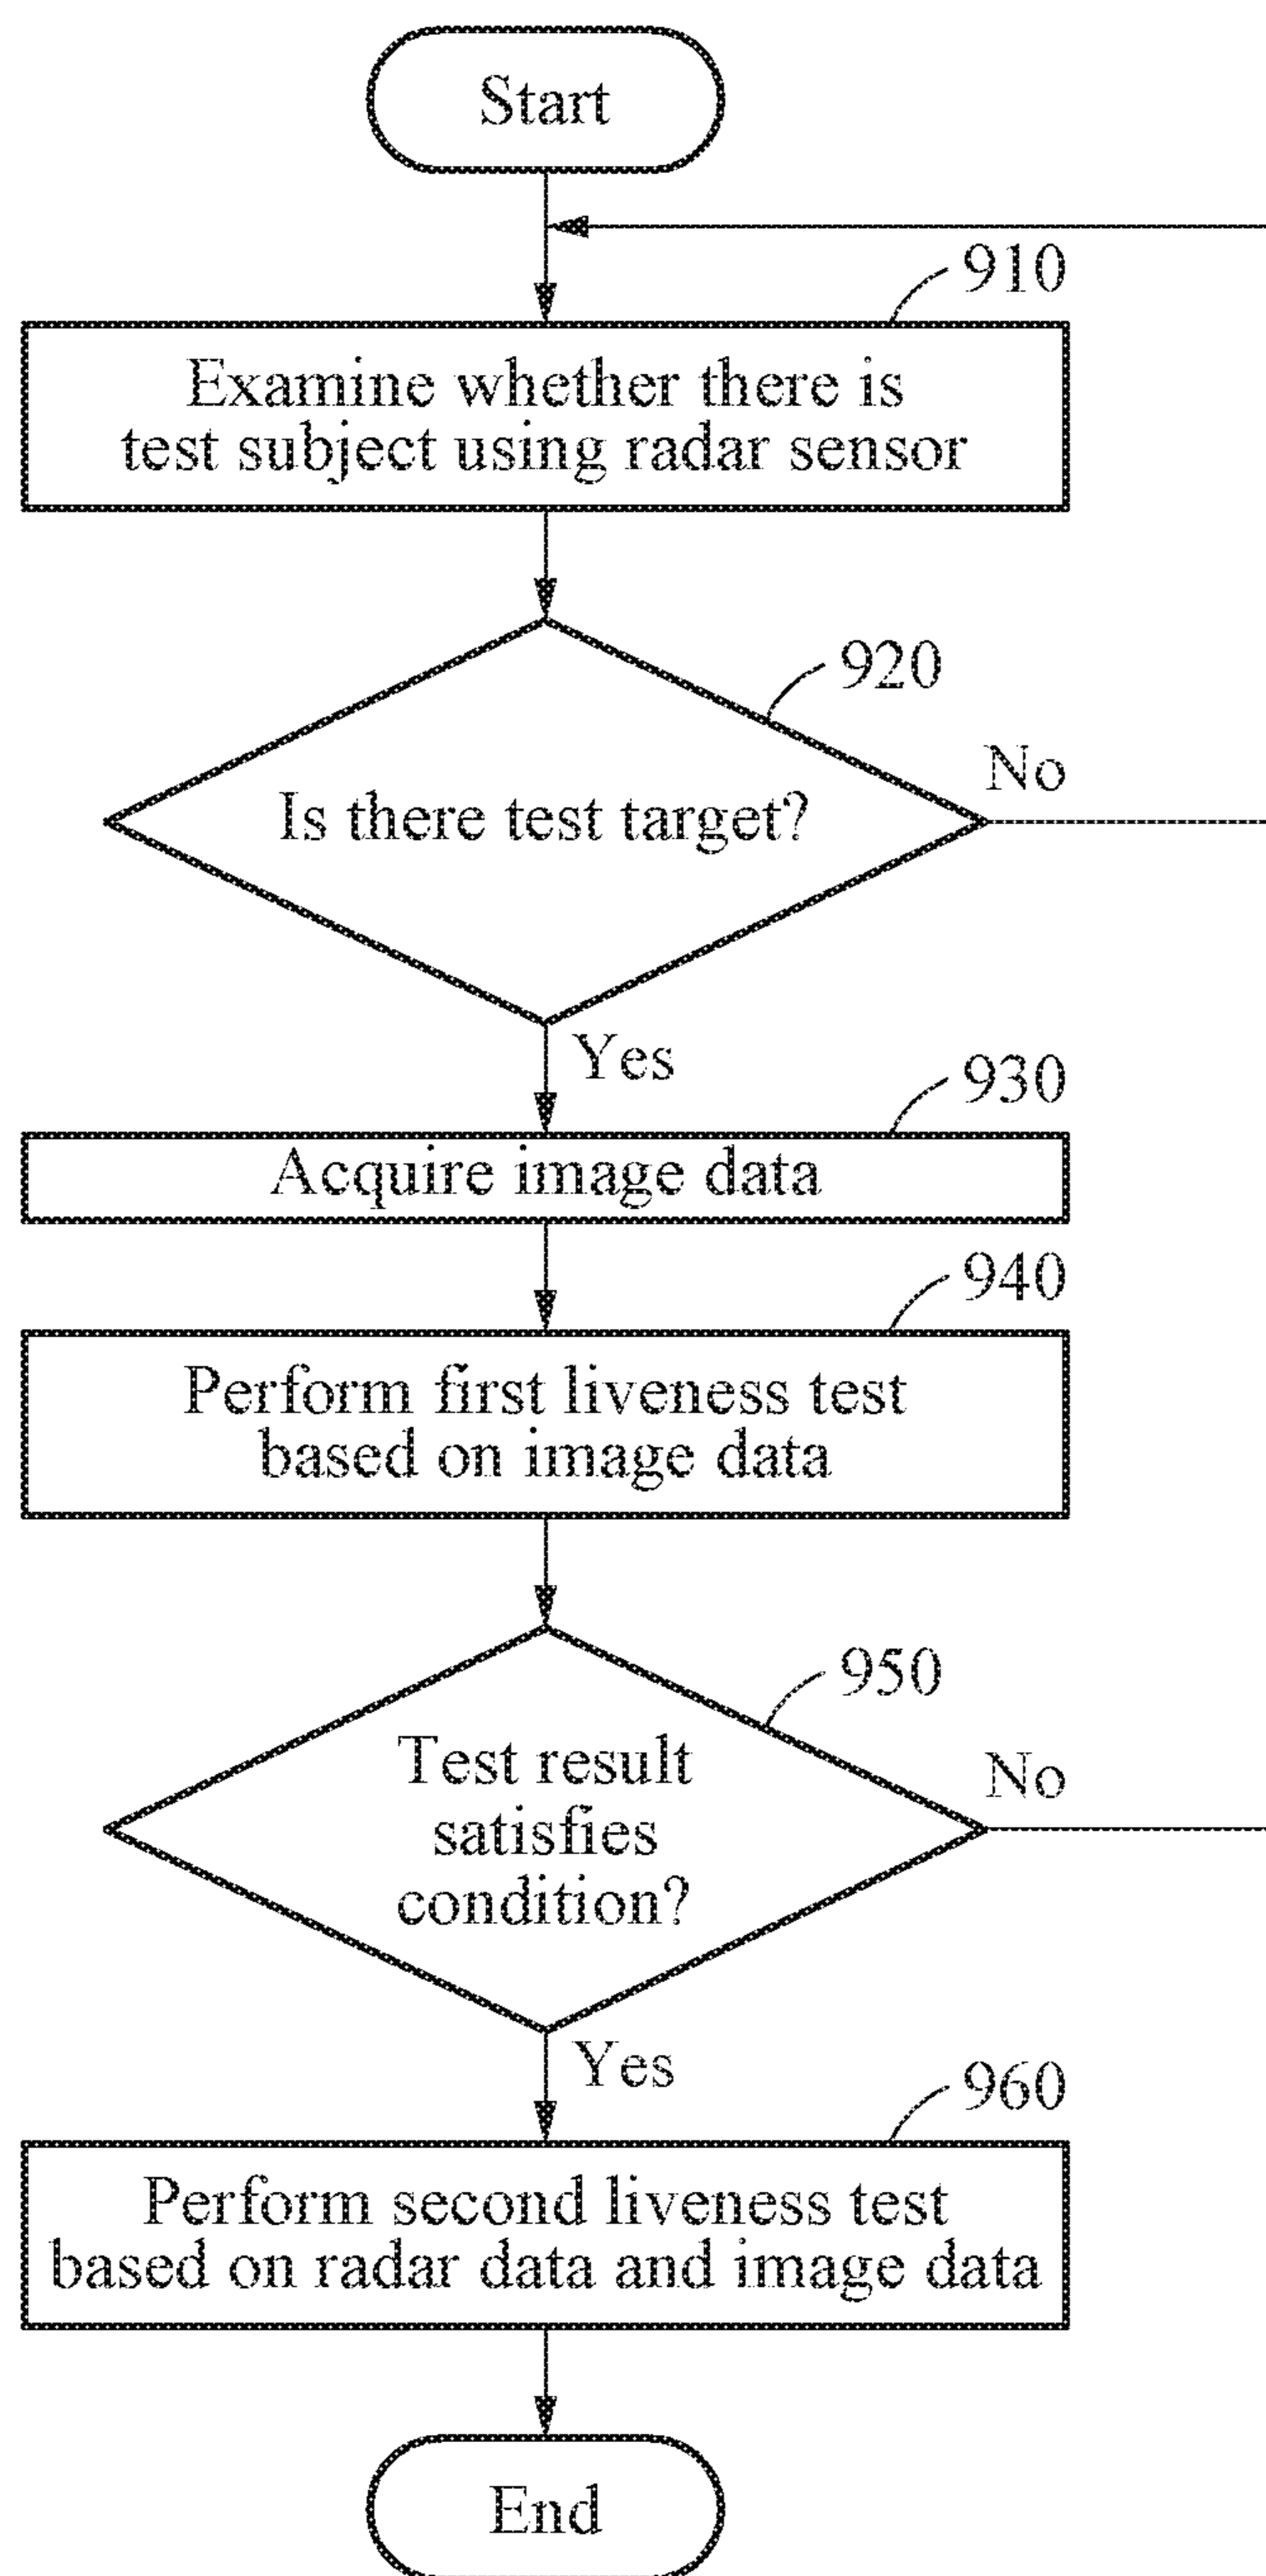 Start
910
Examine whether there is
test subject using radar sensor
920
Is there test target?
No
Yes
930
Acquire image data
940
Perform first liveness test
based on image data
950
Test result
satisfies
condition?
No
Yes
960
Perform second liveness test
based on radar data and image data
End